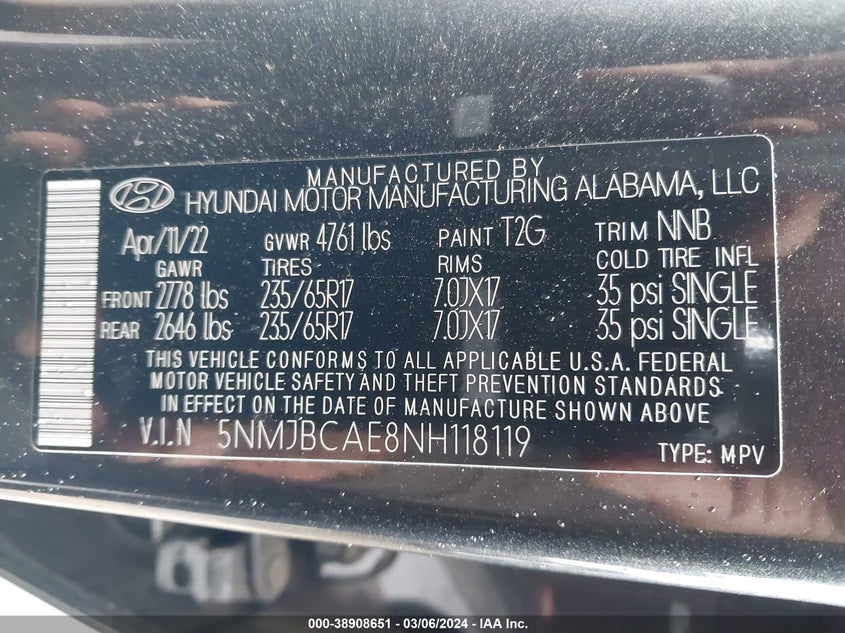 MANUFACTURED BY
HYUNDAI MOTOR MANUFACTURING ALABAMA, LLC
Apr/11/22 GVWR 4761 lbs PAINT T2G TRIM NNB
GAWR TIRES RIMS COLD TIRE INFL
FRONT 2778 lbs 235/65R17 7.0JX17 35 psi SINGLE
REAR 2646 lbs 235/65R17 7.0JX17 35 psi SINGLE
THIS VEHICLE CONFORMS TO ALL APPLICABLE U.S.A. FEDERAL
MOTOR VEHICLE SAFETY AND THEFT PREVENTION STANDARDS
IN EFFECT ON THE DATE OF MANUFACTURE SHOWN ABOVE
V.I.N 5NMJBCAE8NH118119 TYPE: MPV
000-38908651 / 03/06/2024 / IAA Inc.